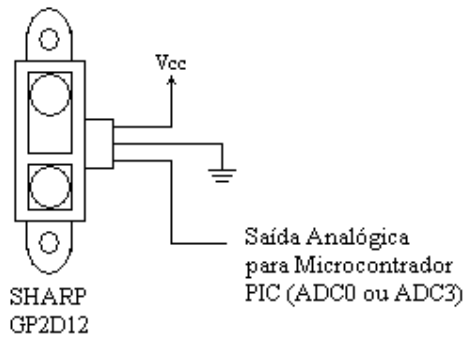 Vcc
Saída Analógica
para Microcontrador
PIC (ADC0 ou ADC3)
SHARP
GP2D12